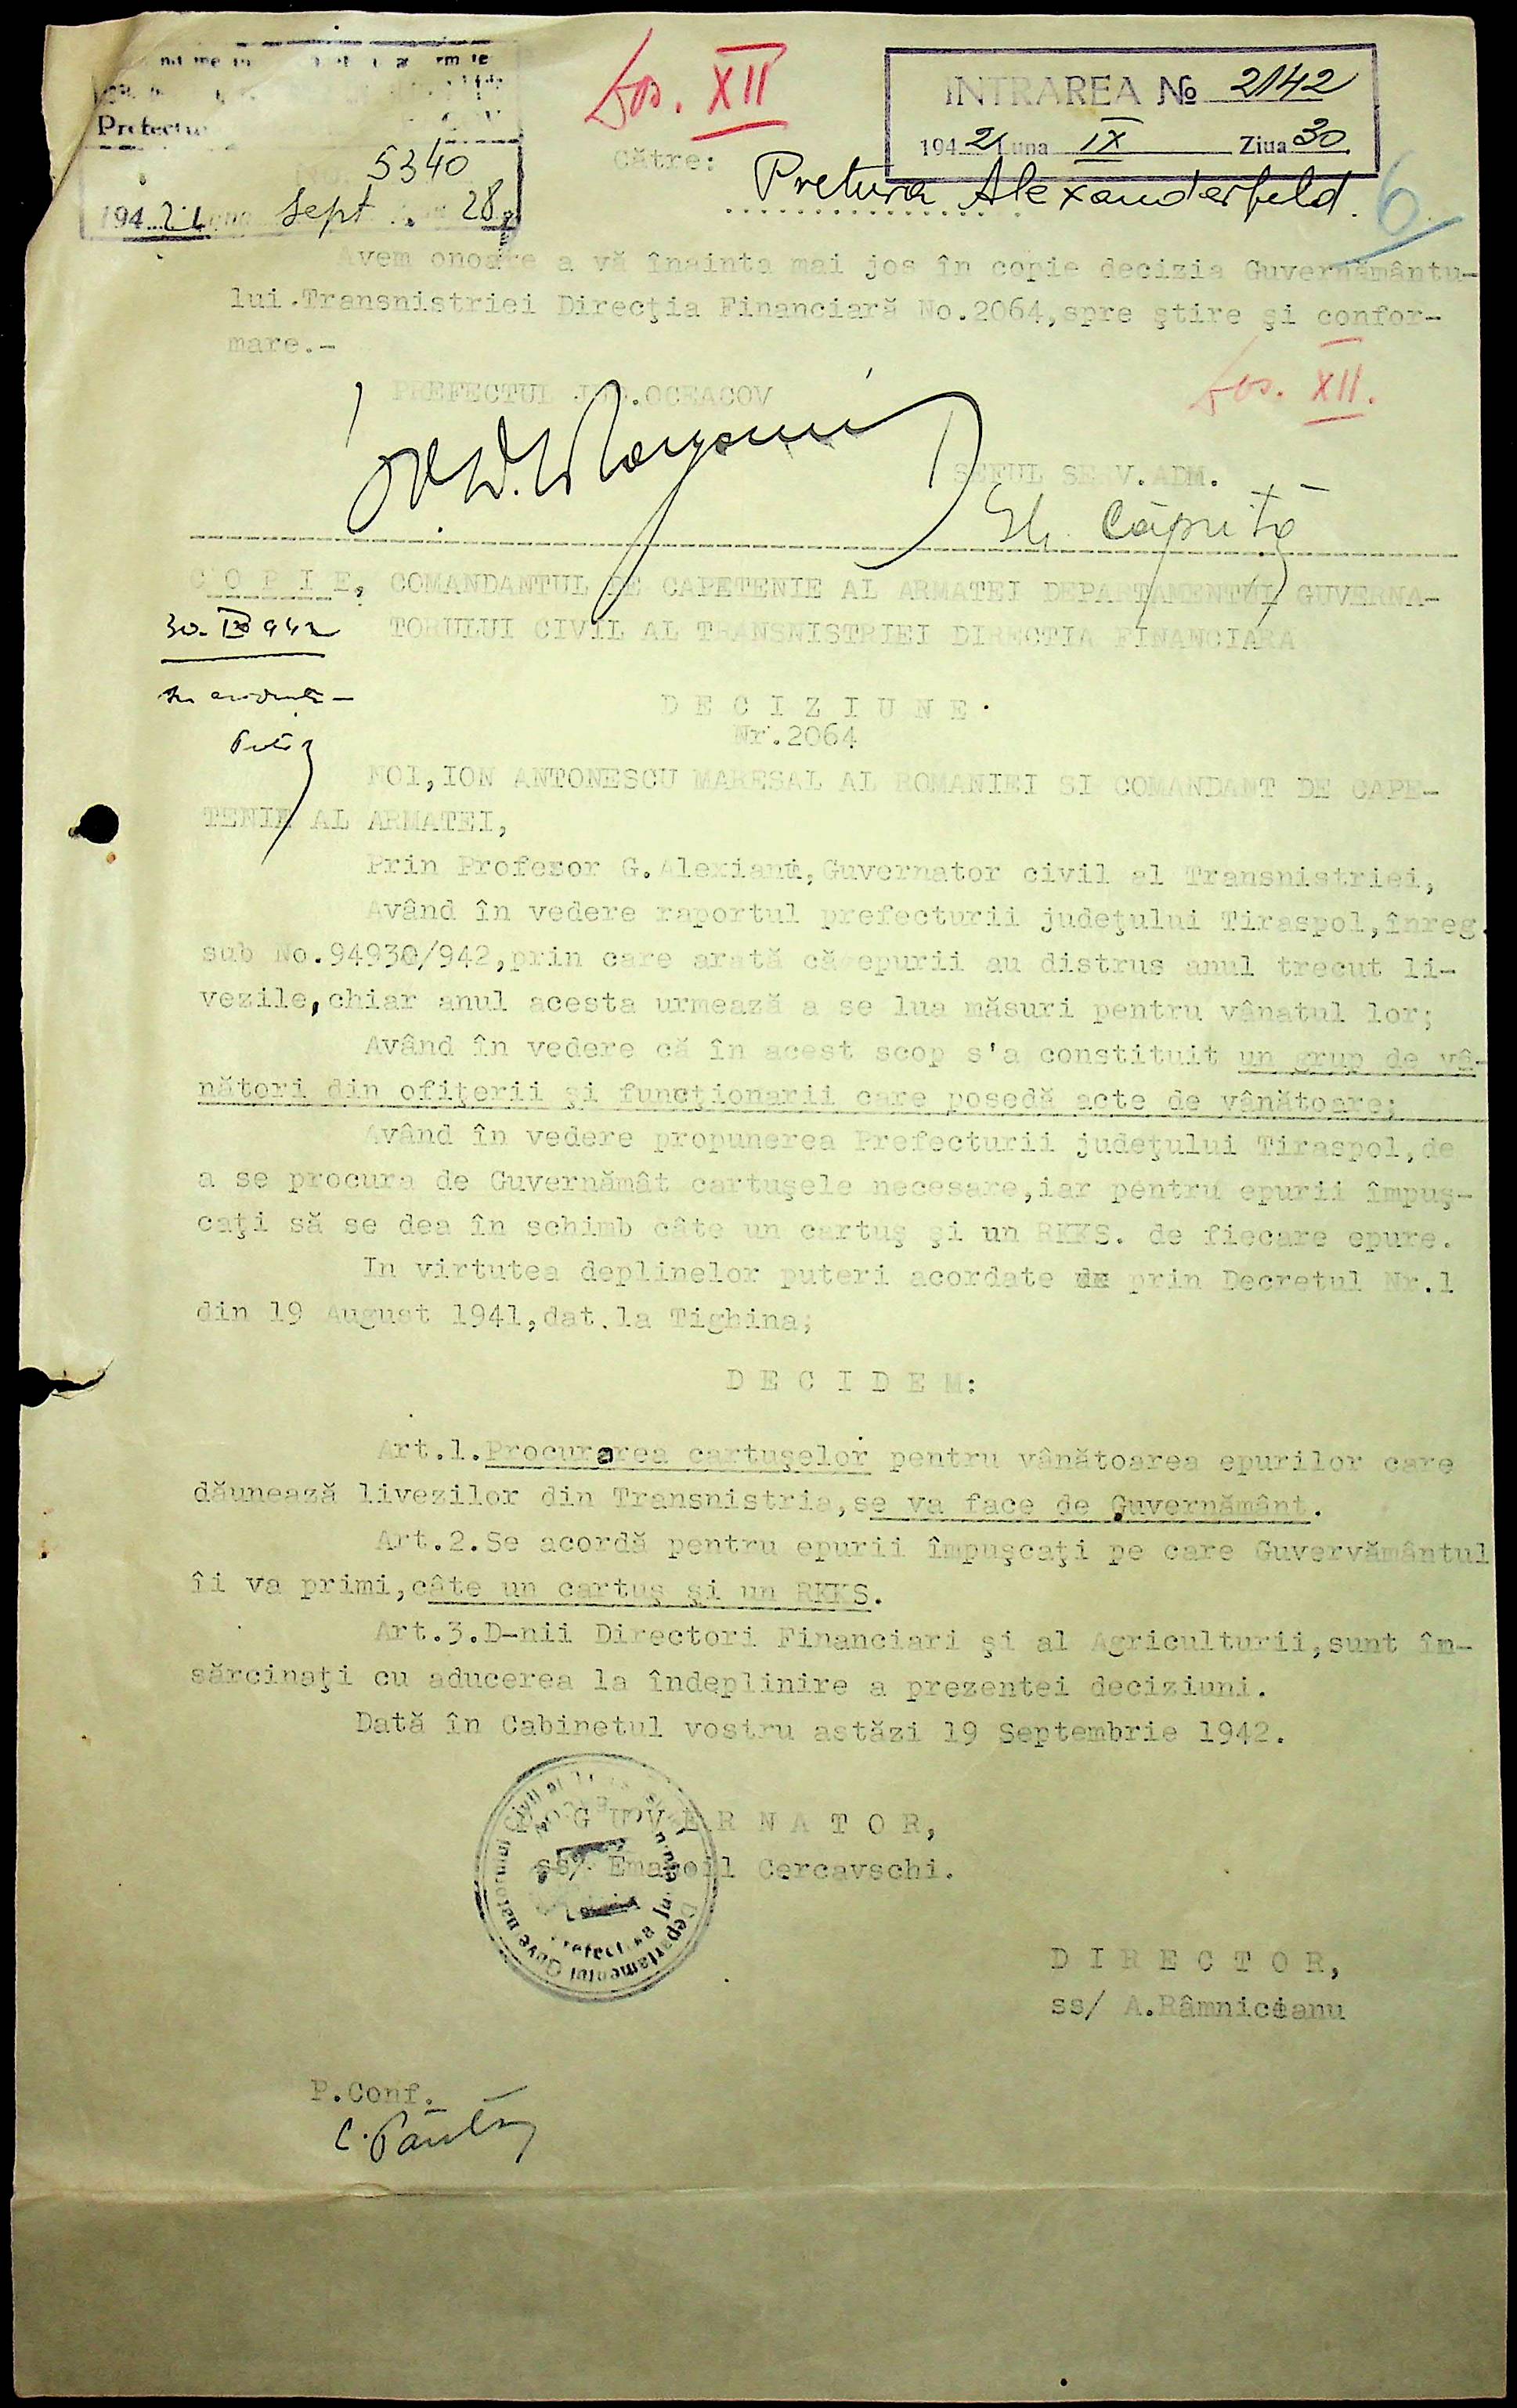 Prefectu
5340
1942 Luna Sept 28
Dos. XII
INTRAREA № 2142
1942 Luna IX Ziua 30
Către: Pretura Alexanderfeld.
6
Avem onoare a vă înainta mai jos în copie decizia Guvernământu-
lui.Transnistriei Direcţia Financiară No.2064,spre ştire şi confor-
mare.-
Dos. XII.
PREFECTUL JUD.OCEACOV
SEFUL SERV.ADM.
Gh. Căpriță
C O P I E, COMANDANTUL DE CAPETENIE AL ARMATEI DEPARTAMENTUL GUVERNA-
TORULUI CIVIL AL TRANSNISTRIEI DIRECTIA FINANCIARA
30. IX 942
D E C I Z I U N E.
Nr.2064
NOI,ION ANTONESCU MARESAL AL ROMANIEI SI COMANDANT DE CAPE-
TENIE AL ARMATEI,
Prin Profesor G.Alexianu,Guvernator civil al Transnistriei,
Având în vedere raportul prefecturii judeţului Tiraspol,înreg.
sub No.94930/942,prin care arată că epurii au distrus anul trecut li-
vezile,chiar anul acesta urmează a se lua măsuri pentru vânatul lor;
Având în vedere că în acest scop s'a constituit un grup de vâ-
nători din ofiţerii şi funcţionarii care posedă acte de vânătoare;
Având în vedere propunerea Prefecturii judeţului Tiraspol,de
a se procura de Guvernămât cartuşele necesare,iar pentru epurii împuş-
caţi să se dea în schimb câte un cartuş şi un RKKS. de fiecare epure.
In virtutea deplinelor puteri acordate prin Decretul Nr.1
din 19 August 1941,dat.la Tighina;
D E C I D E M:
Art.1.Procurarea cartuşelor pentru vânătoarea epurilor care
dăunează livezilor din Transnistria,se va face de Guvernământ.
Art.2.Se acordă pentru epurii împuşcaţi pe care Guvervământul
îi va primi,câte un cartuş şi un RKKS.
Art.3.D-nii Directori Financiari şi al Agriculturii,sunt în-
sărcinaţi cu aducerea la îndeplinire a prezentei deciziuni.
Dată în Cabinetul vostru astăzi 19 Septembrie 1942.
G U V E R N A T O R,
ss/ Emanoil Cercavschi.
D I R E C T O R,
ss/ A.Râmniceanu
P.Conf.